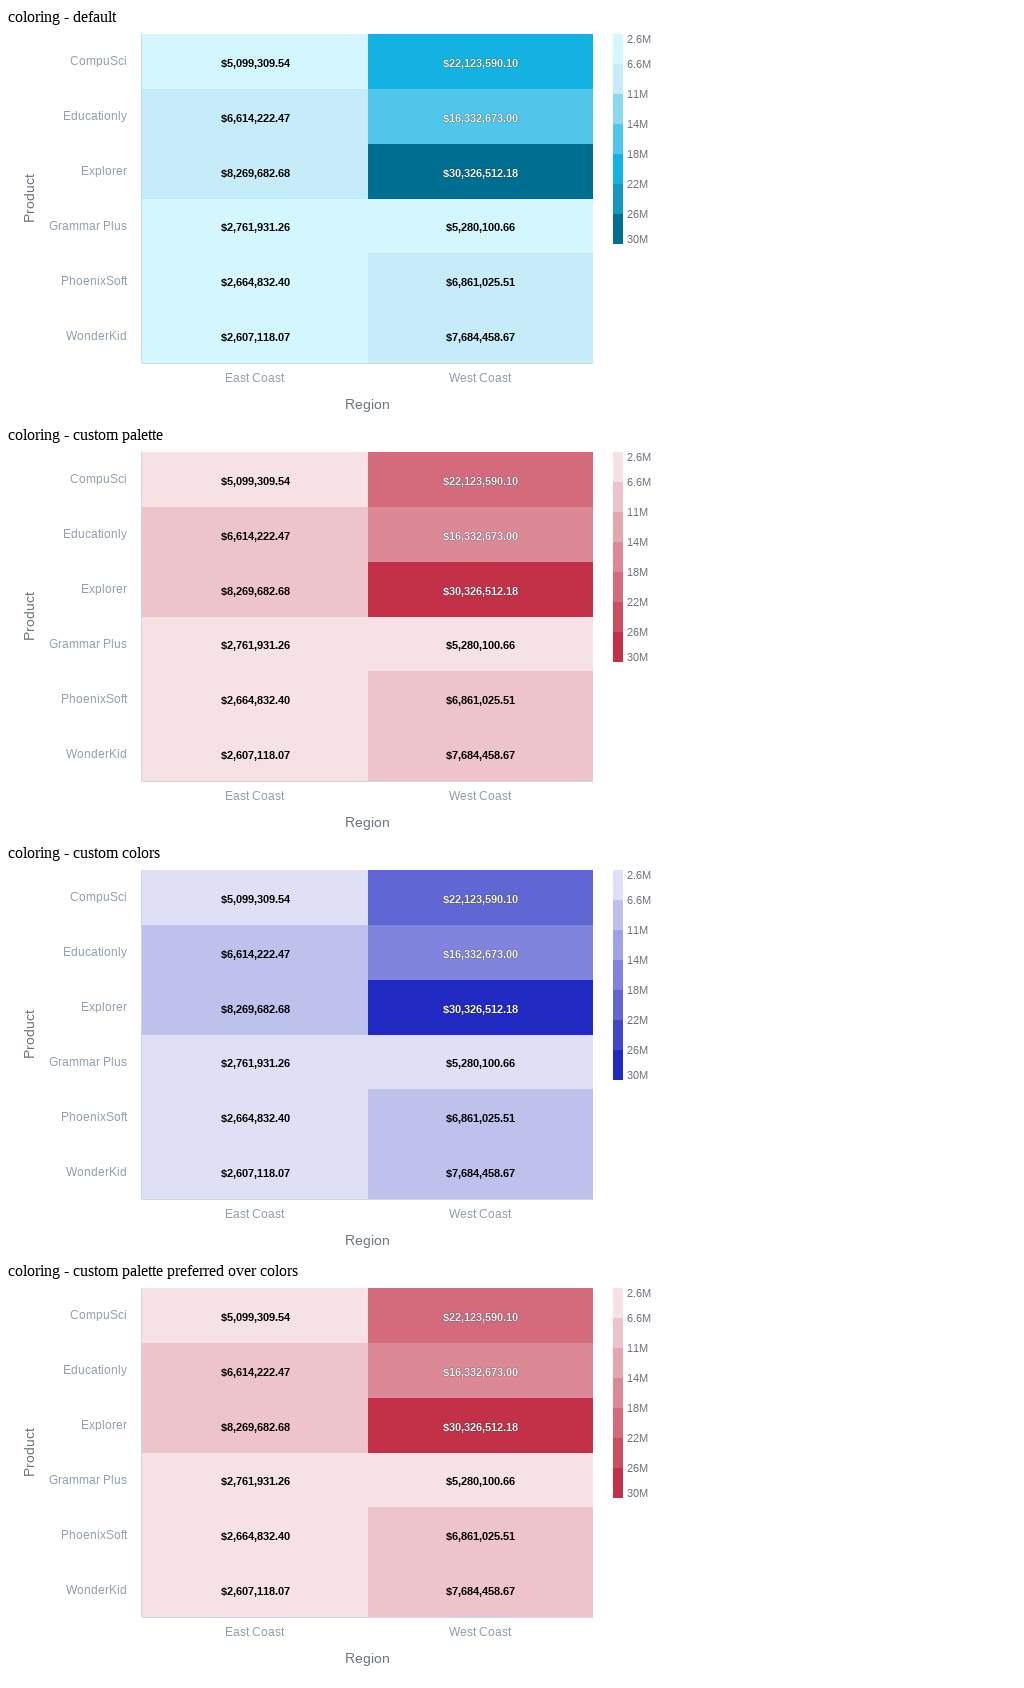 coloring - default
CompuSci $5,099,309.54 $22,123,590.10
Educationly $6,614,222.47 $16,332,673.00
Explorer $8,269,682.68 $30,326,512.18
Grammar Plus $2,761,931.26 $5,280,100.66
PhoenixSoft $2,664,832.40 $6,861,025.51
WonderKid $2,607,118.07 $7,684,458.67
East Coast West Coast
Region
Product
2.6M
6.6M
11M
14M
18M
22M
26M
30M
coloring - custom palette
CompuSci $5,099,309.54 $22,123,590.10
Educationly $6,614,222.47 $16,332,673.00
Explorer $8,269,682.68 $30,326,512.18
Grammar Plus $2,761,931.26 $5,280,100.66
PhoenixSoft $2,664,832.40 $6,861,025.51
WonderKid $2,607,118.07 $7,684,458.67
East Coast West Coast
Region
Product
2.6M
6.6M
11M
14M
18M
22M
26M
30M
coloring - custom colors
CompuSci $5,099,309.54 $22,123,590.10
Educationly $6,614,222.47 $16,332,673.00
Explorer $8,269,682.68 $30,326,512.18
Grammar Plus $2,761,931.26 $5,280,100.66
PhoenixSoft $2,664,832.40 $6,861,025.51
WonderKid $2,607,118.07 $7,684,458.67
East Coast West Coast
Region
Product
2.6M
6.6M
11M
14M
18M
22M
26M
30M
coloring - custom palette preferred over colors
CompuSci $5,099,309.54 $22,123,590.10
Educationly $6,614,222.47 $16,332,673.00
Explorer $8,269,682.68 $30,326,512.18
Grammar Plus $2,761,931.26 $5,280,100.66
PhoenixSoft $2,664,832.40 $6,861,025.51
WonderKid $2,607,118.07 $7,684,458.67
East Coast West Coast
Region
Product
2.6M
6.6M
11M
14M
18M
22M
26M
30M